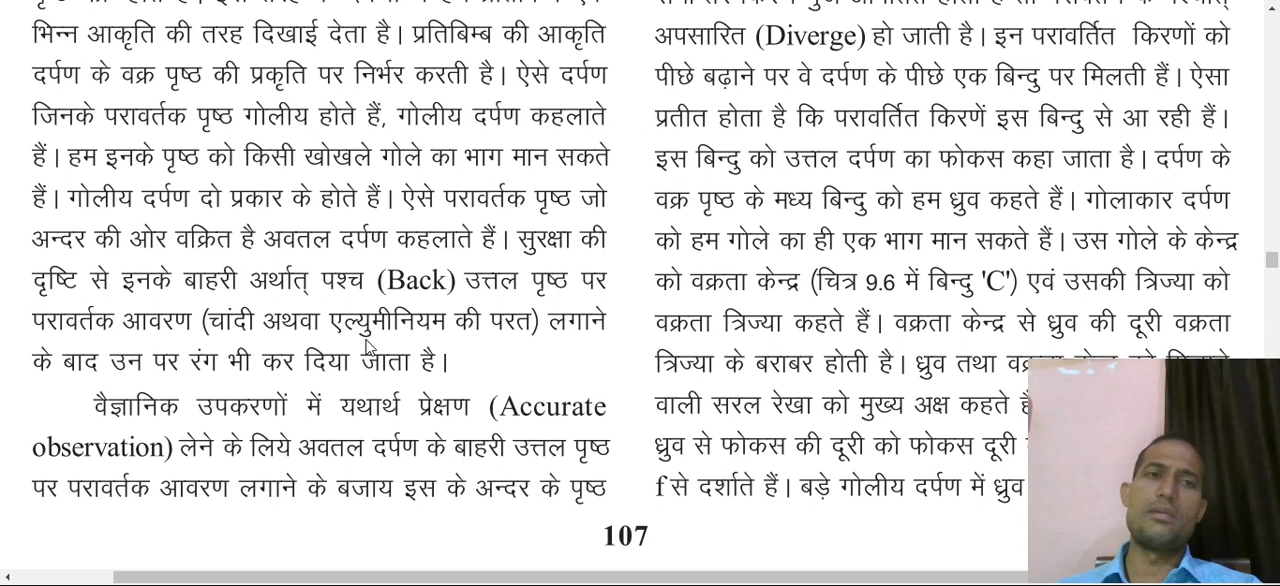 भिन्न आकृति की तरह दिखाई देता है। प्रतिबिम्ब की आकृति
दर्पण के वक्र पृष्ठ की प्रकृति पर निर्भर करती है। ऐसे दर्पण
जिनके परावर्तक पृष्ठ गोलीय होते हैं, गोलीय दर्पण कहलाते
हैं। हम इनके पृष्ठ को किसी खोखले गोले का भाग मान सकते
हैं। गोलीय दर्पण दो प्रकार के होते हैं। ऐसे परावर्तक पृष्ठ जो
अन्दर की ओर वक्रित है अवतल दर्पण कहलाते हैं। सुरक्षा की
दृष्टि से इनके बाहरी अर्थात् पश्च (Back) उत्तल पृष्ठ पर
परावर्तक आवरण (चांदी अथवा एल्युमीनियम की परत) लगाने
के बाद उन पर रंग भी कर दिया जाता है।
वैज्ञानिक उपकरणों में यथार्थ प्रेक्षण (Accurate
observation) लेने के लिये अवतल दर्पण के बाहरी उत्तल पृष्ठ
पर परावर्तक आवरण लगाने के बजाय इस के अन्दर के पृष्ठ
अपसारित (Diverge) हो जाती है। इन परावर्तित किरणों को
पीछे बढ़ाने पर वे दर्पण के पीछे एक बिन्दु पर मिलती हैं। ऐसा
प्रतीत होता है कि परावर्तित किरणें इस बिन्दु से आ रही हैं।
इस बिन्दु को उत्तल दर्पण का फोकस कहा जाता है। दर्पण के
वक्र पृष्ठ के मध्य बिन्दु को हम ध्रुव कहते हैं। गोलाकार दर्पण
को हम गोले का ही एक भाग मान सकते हैं। उस गोले के केन्द्र
को वक्रता केन्द्र (चित्र 9.6 में बिन्दु 'C') एवं उसकी त्रिज्या को
वक्रता त्रिज्या कहते हैं। वक्रता केन्द्र से ध्रुव की दूरी वक्रता
त्रिज्या के बराबर होती है। ध्रुव तथा
वाली सरल रेखा को मुख्य अक्ष कहते
ध्रुव से फोकस की दूरी को फोकस दूरी
f से दर्शाते हैं। बड़े गोलीय दर्पण में ध्रुव
107